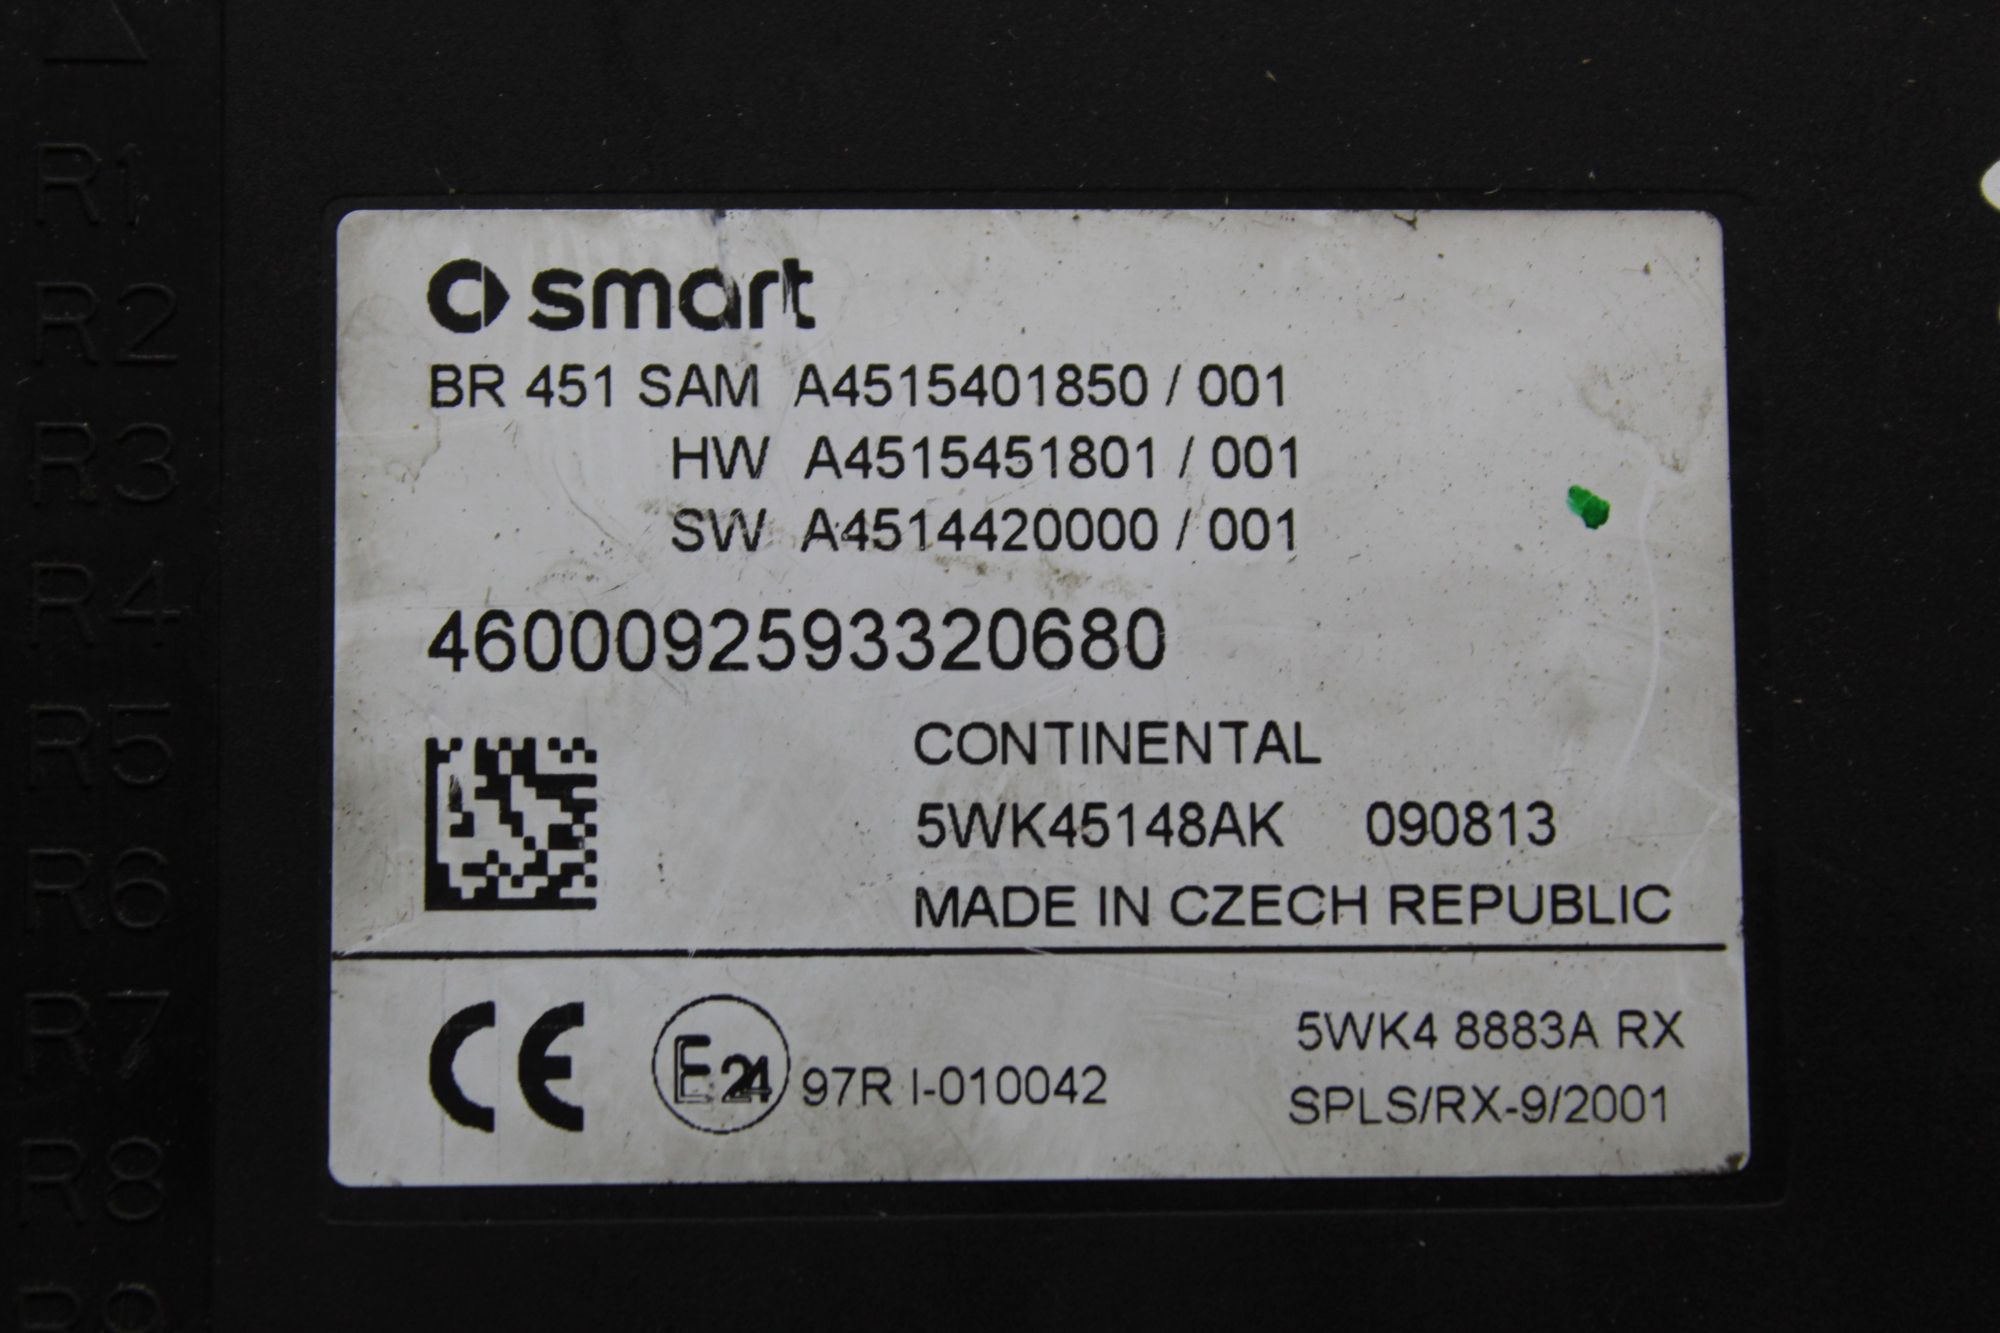 R1
R2
R3
R4
R5
R6
R7
R8
R9
smart
BR 451 SAM A4515401850 / 001
HW A4515451801 / 001
SW A4514420000 / 001
4600092593320680
CONTINENTAL
5WK45148AK 090813
MADE IN CZECH REPUBLIC
CE E24 97R I-010042
5WK4 8883A RX
SPLS/RX-9/2001